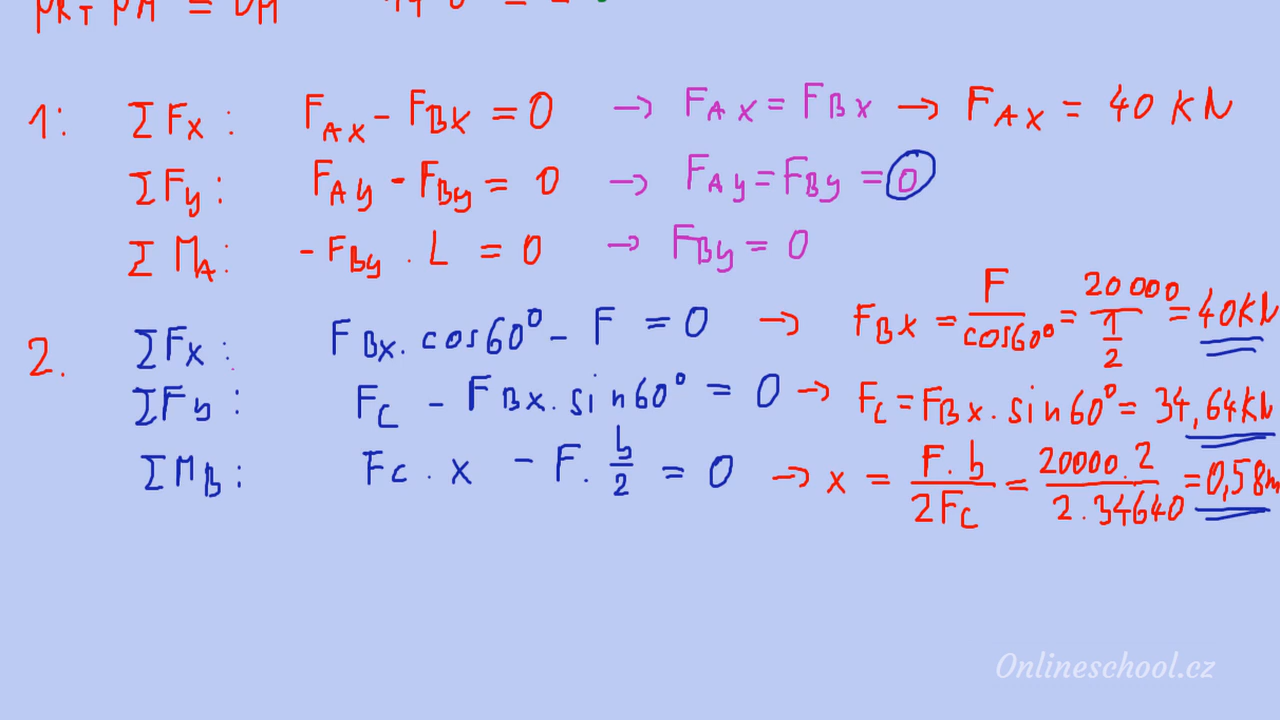 1: ΣFx : FAx - FBx = 0 → FAx = FBx → FAx = 40 kN
ΣFy : FAy - FBy = 0 → FAy = FBy = 0
ΣMA : - FBy . L = 0 → FBy = 0
2. ΣFx : FBx . cos60° - F = 0 → FBx = F/cos60° = 20 000/(1/2) = 40kN
ΣFy : FC - FBx . sin60° = 0 → FC = FBx . sin60° = 34,64kN
ΣMB : FC . x - F . b/2 = 0 → x = F.b/2FC = 20000.2/2.34640 = 0,58m
Onlineschool.cz